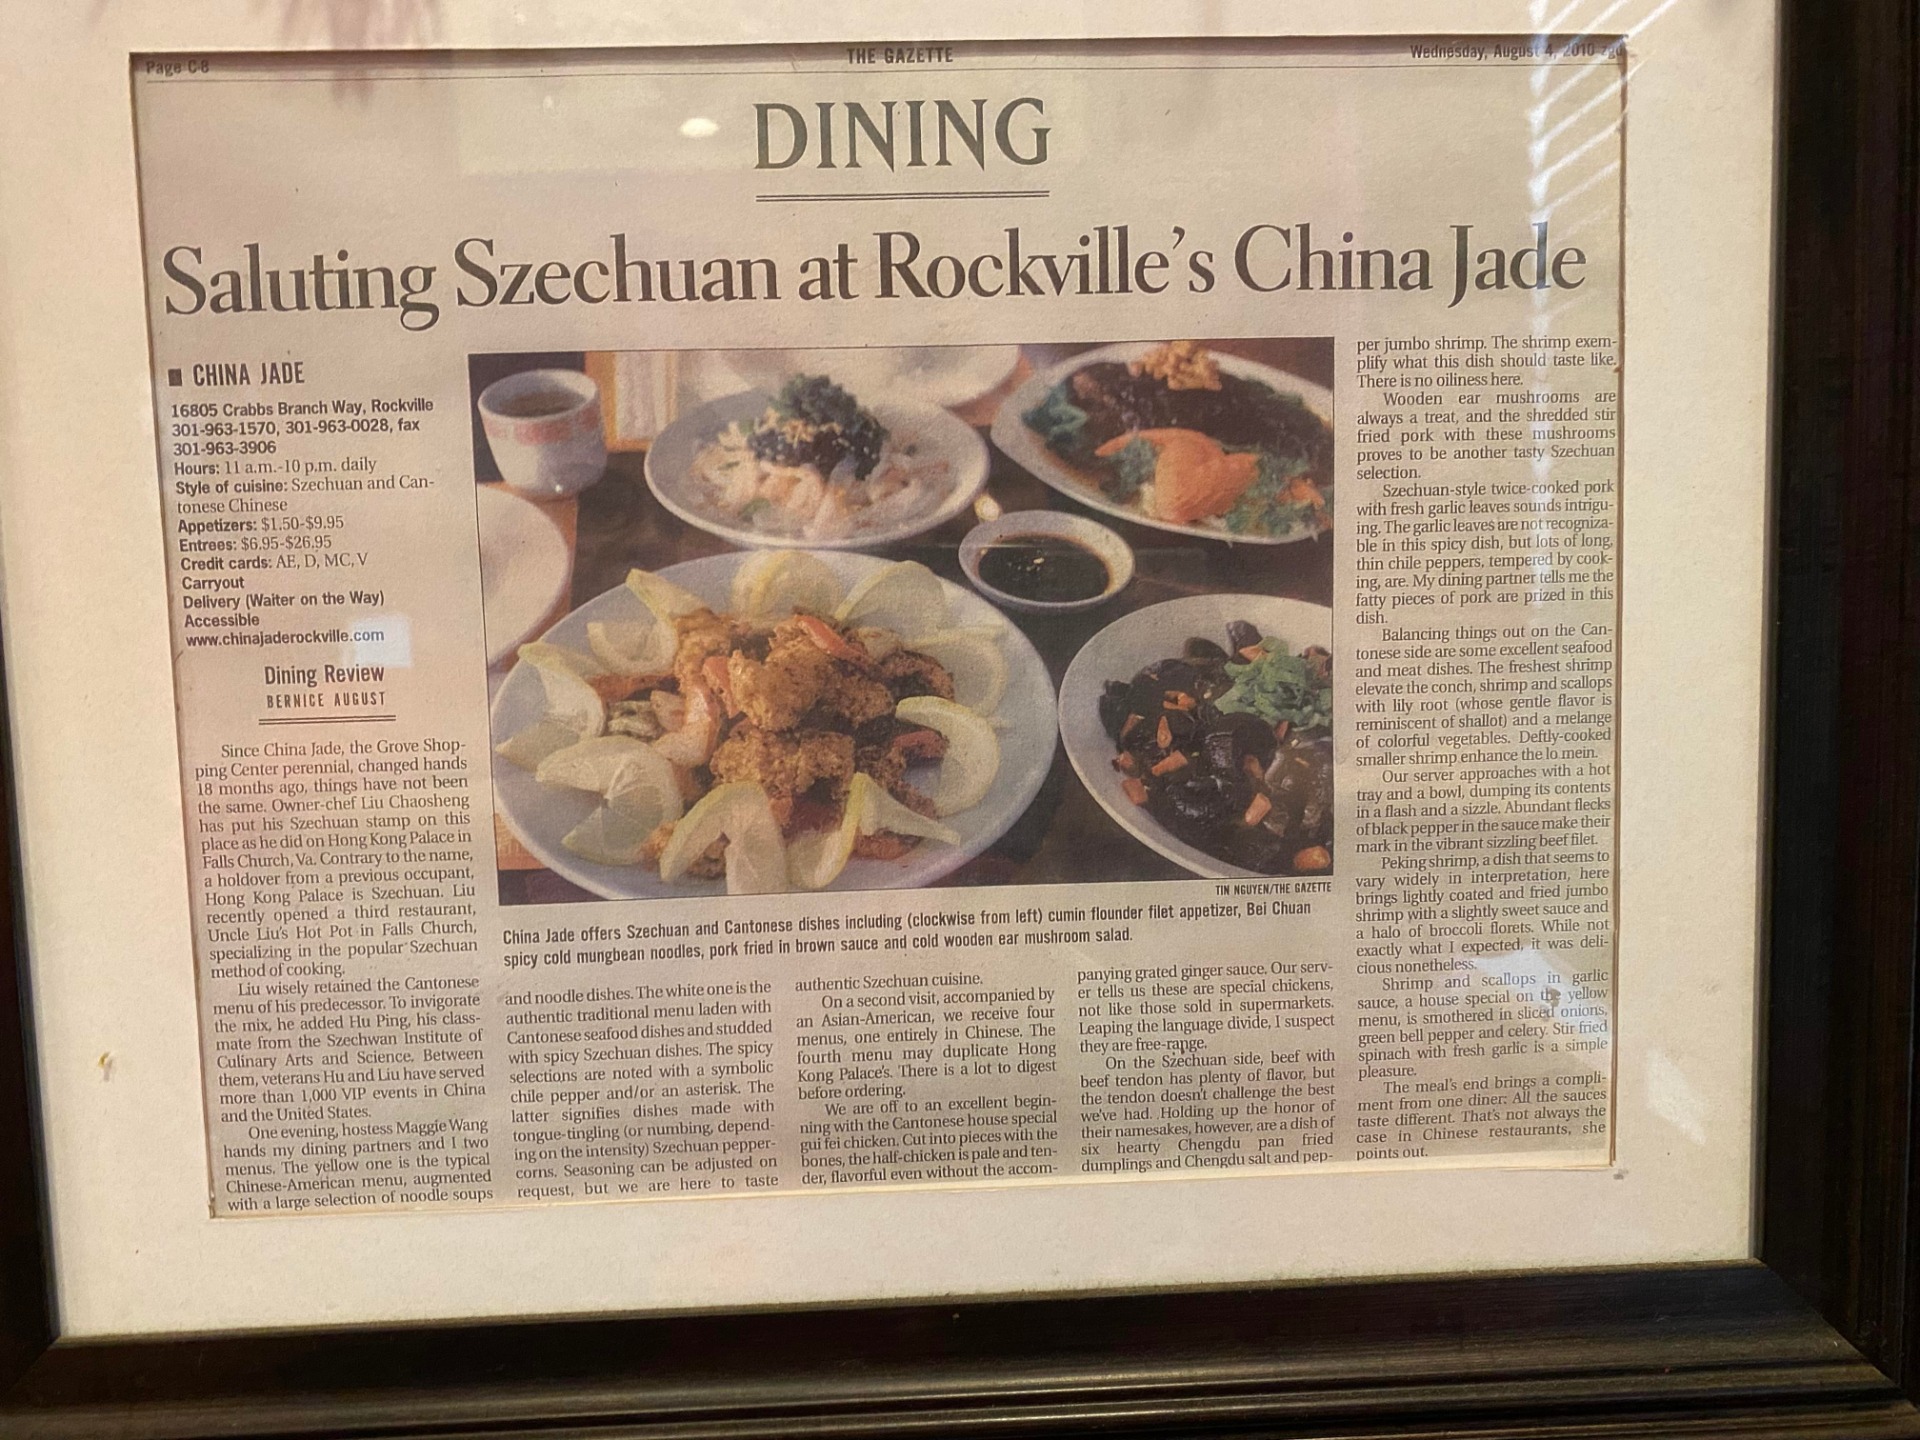 Page C-8
THE GAZETTE
Wednesday, August 4, 2010 zgu
DINING
Saluting Szechuan at Rockville's China Jade
■ CHINA JADE
16805 Crabbs Branch Way, Rockville
301-963-1570, 301-963-0028, fax
301-963-3906
Hours: 11 a.m.-10 p.m. daily
Style of cuisine: Szechuan and Can-
tonese Chinese
Appetizers: $1.50-$9.95
Entrees: $6.95-$26.95
Credit cards: AE, D, MC, V
Carryout
Delivery (Waiter on the Way)
Accessible
www.chinajaderockville.com
Dining Review
BERNICE AUGUST
Since China Jade, the Grove Shop-
ping Center perennial, changed hands
18 months ago, things have not been
the same. Owner-chef Liu Chaosheng
has put his Szechuan stamp on this
place as he did on Hong Kong Palace in
Falls Church, Va. Contrary to the name,
a holdover from a previous occupant,
Hong Kong Palace is Szechuan. Liu
recently opened a third restaurant,
Uncle Liu's Hot Pot in Falls Church,
specializing in the popular Szechuan
method of cooking.
Liu wisely retained the Cantonese
menu of his predecessor. To invigorate
the mix, he added Hu Ping, his class-
mate from the Szechwan Institute of
Culinary Arts and Science. Between
them, veterans Hu and Liu have served
more than 1,000 VIP events in China
and the United States.
One evening, hostess Maggie Wang
hands my dining partners and I two
menus. The yellow one is the typical
Chinese-American menu, augmented
with a large selection of noodle soups
TIN NGUYEN/THE GAZETTE
China Jade offers Szechuan and Cantonese dishes including (clockwise from left) cumin flounder filet appetizer, Bei Chuan
spicy cold mungbean noodles, pork fried in brown sauce and cold wooden ear mushroom salad.
and noodle dishes. The white one is the
authentic traditional menu laden with
Cantonese seafood dishes and studded
with spicy Szechuan dishes. The spicy
selections are noted with a symbolic
chile pepper and/or an asterisk. The
latter signifies dishes made with
tongue-tingling (or numbing, depend-
ing on the intensity) Szechuan pepper-
corns. Seasoning can be adjusted on
request, but we are here to taste
authentic Szechuan cuisine.
On a second visit, accompanied by
an Asian-American, we receive four
menus, one entirely in Chinese. The
fourth menu may duplicate Hong
Kong Palace's. There is a lot to digest
before ordering.
We are off to an excellent begin-
ning with the Cantonese house special
gui fei chicken. Cut into pieces with the
bones, the half-chicken is pale and ten-
der, flavorful even without the accom-
panying grated ginger sauce. Our serv-
er tells us these are special chickens,
not like those sold in supermarkets.
Leaping the language divide, I suspect
they are free-range.
On the Szechuan side, beef with
beef tendon has plenty of flavor, but
the tendon doesn't challenge the best
we've had. Holding up the honor of
their namesakes, however, are a dish of
six hearty Chengdu pan fried
dumplings and Chengdu salt and pep-
per jumbo shrimp. The shrimp exem-
plify what this dish should taste like.
There is no oiliness here.
Wooden ear mushrooms are
always a treat, and the shredded stir
fried pork with these mushrooms
proves to be another tasty Szechuan
selection.
Szechuan-style twice-cooked pork
with fresh garlic leaves sounds intrigu-
ing. The garlic leaves are not recogniza-
ble in this spicy dish, but lots of long,
thin chile peppers, tempered by cook-
ing, are. My dining partner tells me the
fatty pieces of pork are prized in this
dish.
Balancing things out on the Can-
tonese side are some excellent seafood
and meat dishes. The freshest shrimp
elevate the conch, shrimp and scallops
with lily root (whose gentle flavor is
reminiscent of shallot) and a melange
of colorful vegetables. Deftly-cooked
smaller shrimp enhance the lo mein.
Our server approaches with a hot
tray and a bowl, dumping its contents
in a flash and a sizzle. Abundant flecks
of black pepper in the sauce make their
mark in the vibrant sizzling beef filet.
Peking shrimp, a dish that seems to
vary widely in interpretation, here
brings lightly coated and fried jumbo
shrimp with a slightly sweet sauce and
a halo of broccoli florets. While not
exactly what I expected, it was deli-
cious nonetheless.
Shrimp and scallops in garlic
sauce, a house special on the yellow
menu, is smothered in sliced onions,
green bell pepper and celery. Stir fried
spinach with fresh garlic is a simple
pleasure.
The meal's end brings a compli-
ment from one diner: All the sauces
taste different. That's not always the
case in Chinese restaurants, she
points out.